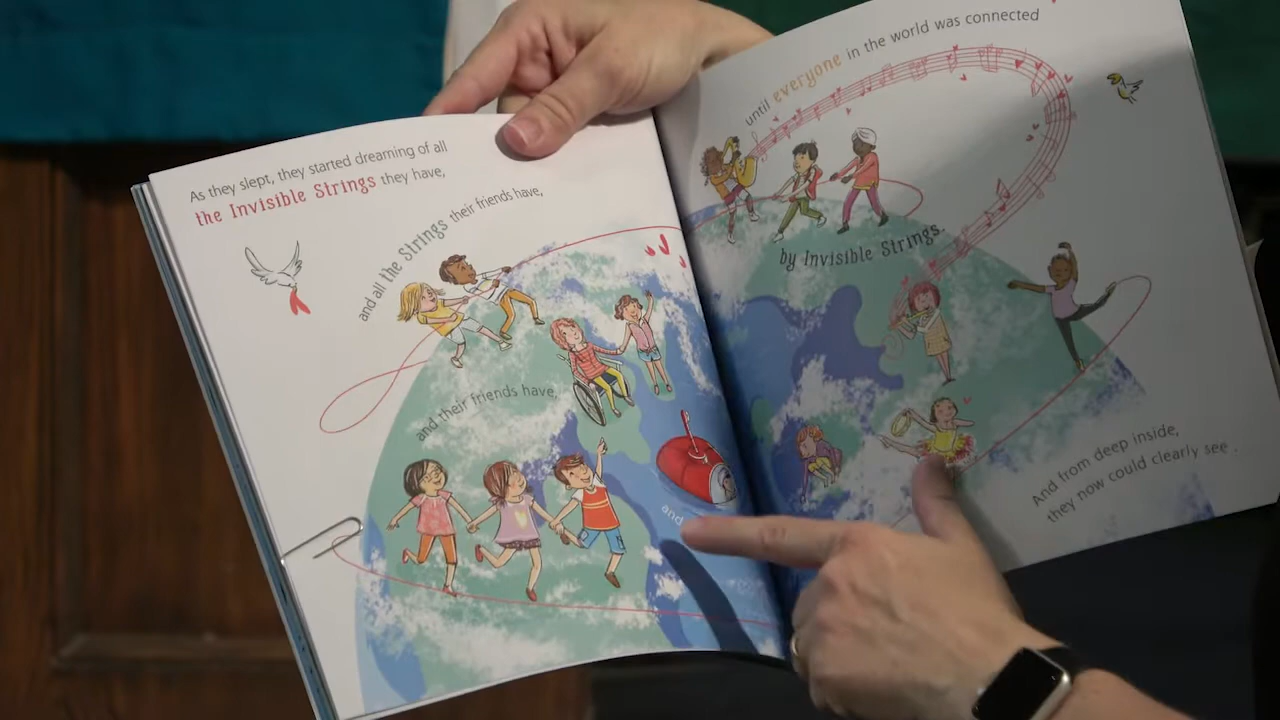 As they slept, they started dreaming of all
the Invisible Strings they have,
and all the Strings their friends have,
and their friends have,
and
until everyone in the world was connected
by Invisible Strings.
And from deep inside,
they now could clearly see .